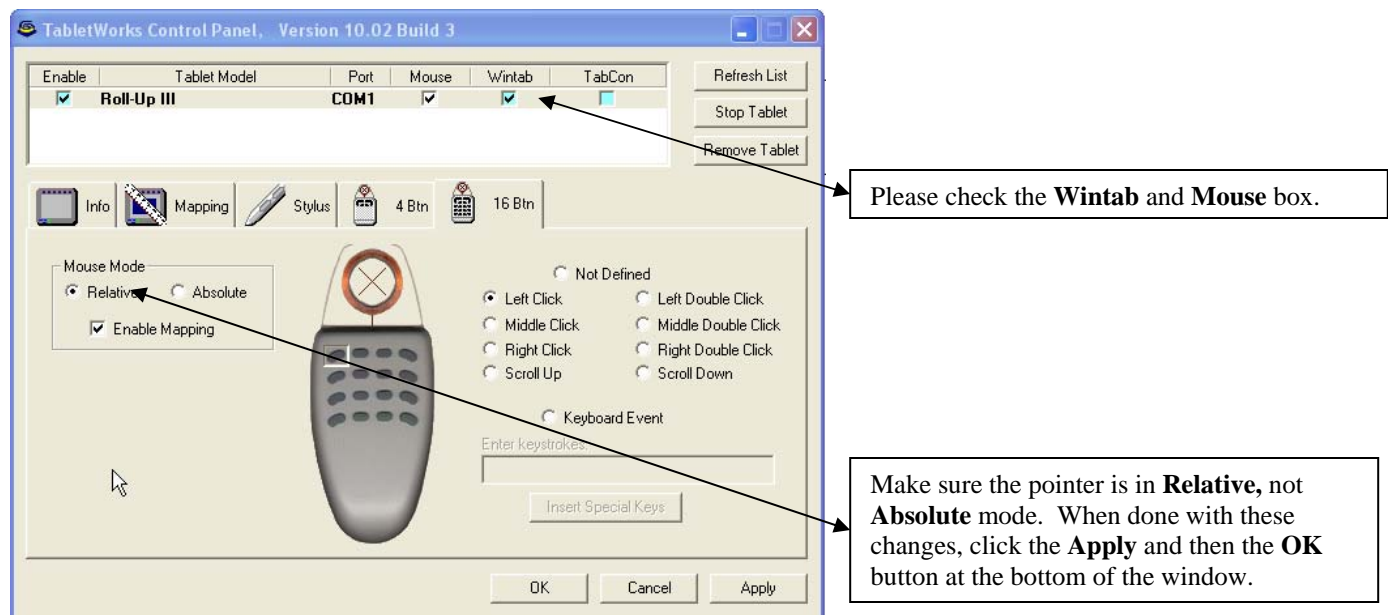 TabletWorks Control Panel, Version 10.02 Build 3
Enable Tablet Model Port Mouse Wintab TabCon
Roll-Up III COM1
Refresh List
Stop Tablet
Remove Tablet
Please check the Wintab and Mouse box.
Info Mapping Stylus 4 Btn 16 Btn
Mouse Mode
Relative Absolute
Enable Mapping
Not Defined
Left Click Left Double Click
Middle Click Middle Double Click
Right Click Right Double Click
Scroll Up Scroll Down
Keyboard Event
Enter keystrokes:
Insert Special Keys
Make sure the pointer is in Relative, not
Absolute mode. When done with these
changes, click the Apply and then the OK
button at the bottom of the window.
OK Cancel Apply